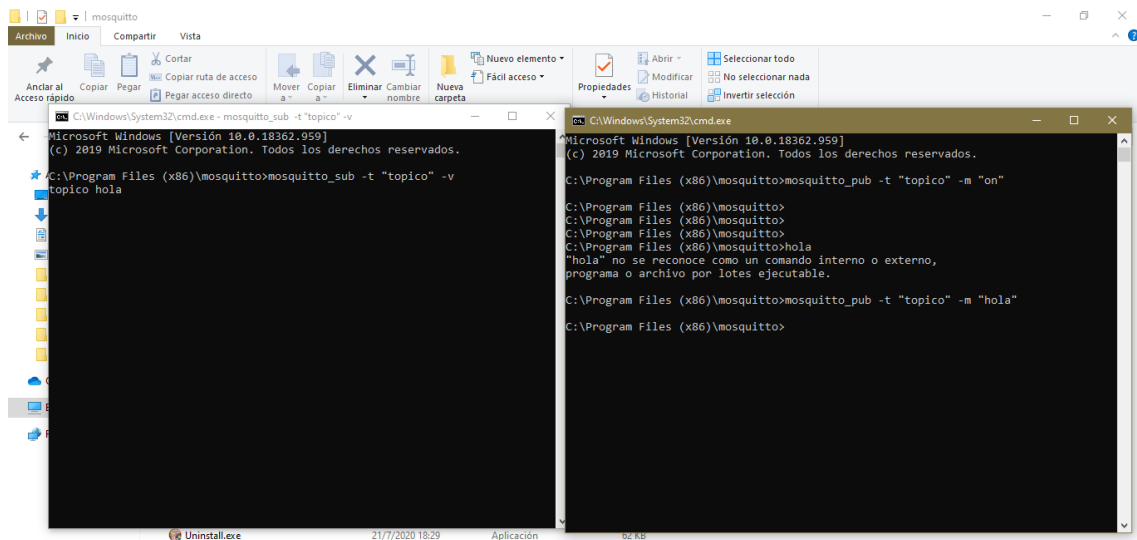 mosquitto
Archivo Inicio Compartir Vista
Anclar al
Acceso rápido
Copiar
Pegar
Cortar
Copiar ruta de acceso
Pegar acceso directo
Mover
a
Copiar
a
Eliminar
Cambiar
nombre
Nueva
carpeta
Nuevo elemento
Fácil acceso
Propiedades
Abrir
Modificar
Historial
Seleccionar todo
No seleccionar nada
Invertir selección
C:\Windows\System32\cmd.exe - mosquitto_sub -t "topico" -v
Microsoft Windows [Versión 10.0.18362.959]
(c) 2019 Microsoft Corporation. Todos los derechos reservados.
C:\Program Files (x86)\mosquitto>mosquitto_sub -t "topico" -v
topico hola
C:\Windows\System32\cmd.exe
Microsoft Windows [Versión 10.0.18362.959]
(c) 2019 Microsoft Corporation. Todos los derechos reservados.
C:\Program Files (x86)\mosquitto>mosquitto_pub -t "topico" -m "on"
C:\Program Files (x86)\mosquitto>
C:\Program Files (x86)\mosquitto>
C:\Program Files (x86)\mosquitto>
C:\Program Files (x86)\mosquitto>hola
"hola" no se reconoce como un comando interno o externo,
programa o archivo por lotes ejecutable.
C:\Program Files (x86)\mosquitto>mosquitto_pub -t "topico" -m "hola"
C:\Program Files (x86)\mosquitto>
Uninstall.exe 21/7/2020 18:29 Aplicación 62 KB